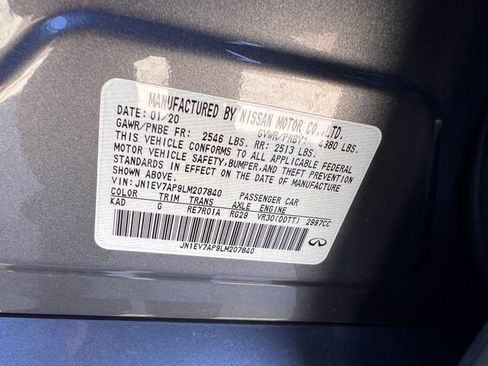 MANUFACTURED BY NISSAN MOTOR CO.,LTD.
DATE: 01/20 GVWR/PNBV: 4980 LBS.
GAWR/PNBE FR: 2546 LBS. RR: 2513 LBS.
THIS VEHICLE CONFORMS TO ALL APPLICABLE FEDERAL
MOTOR VEHICLE SAFETY,BUMPER,AND THEFT PREVENTION
STANDARDS IN EFFECT ON THE DATE OF MANUFACTURE
SHOWN ABOVE.
VIN:JN1EV7AP9LM207840 PASSENGER CAR
COLOR TRIM TRANS AXLE ENGINE
KAD G RE7R01A RG29 VR30(DDTT) 2997CC
JN1EV7AP9LM207840